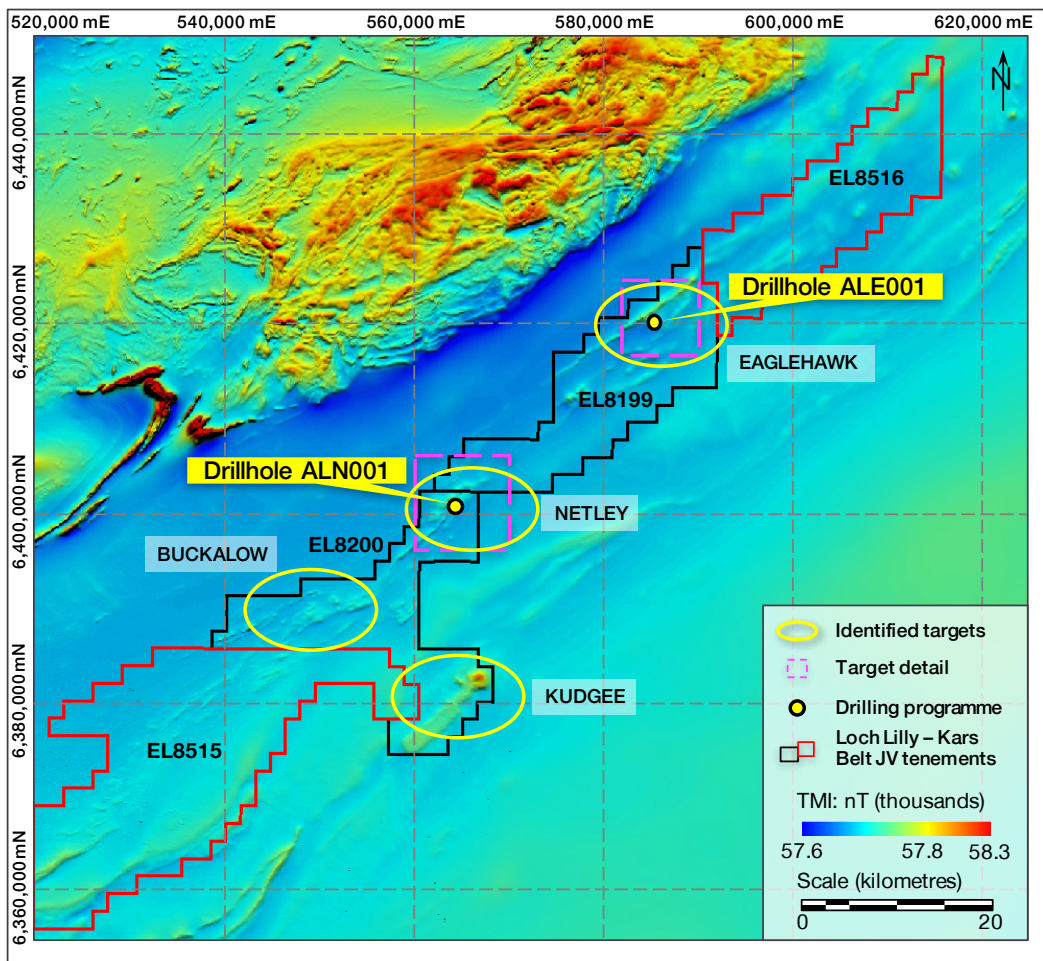 520,000 mE
540,000 mE
560,000 mE
580,000 mE
600,000 mE
620,000 mE
6,440,000 mN
6,420,000 mN
6,400,000 mN
6,380,000 mN
6,360,000 mN
N
EL8516
Drillhole ALE001
EAGLEHAWK
EL8199
Drillhole ALN001
NETLEY
EL8200
BUCKALOW
KUDGEE
EL8515
Identified targets
Target detail
Drilling programme
Loch Lilly – Kars
Belt JV tenements
TMI: nT (thousands)
57.6 57.8 58.3
Scale (kilometres)
0 20